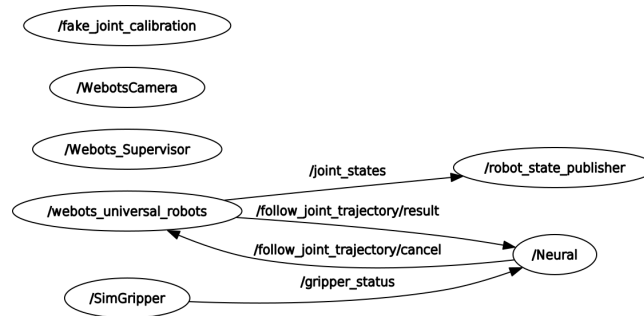 /fake_joint_calibration
/WebotsCamera
/Webots_Supervisor
/joint_states
/robot_state_publisher
/webots_universal_robots
/follow_joint_trajectory/result
/follow_joint_trajectory/cancel
/Neural
/gripper_status
/SimGripper